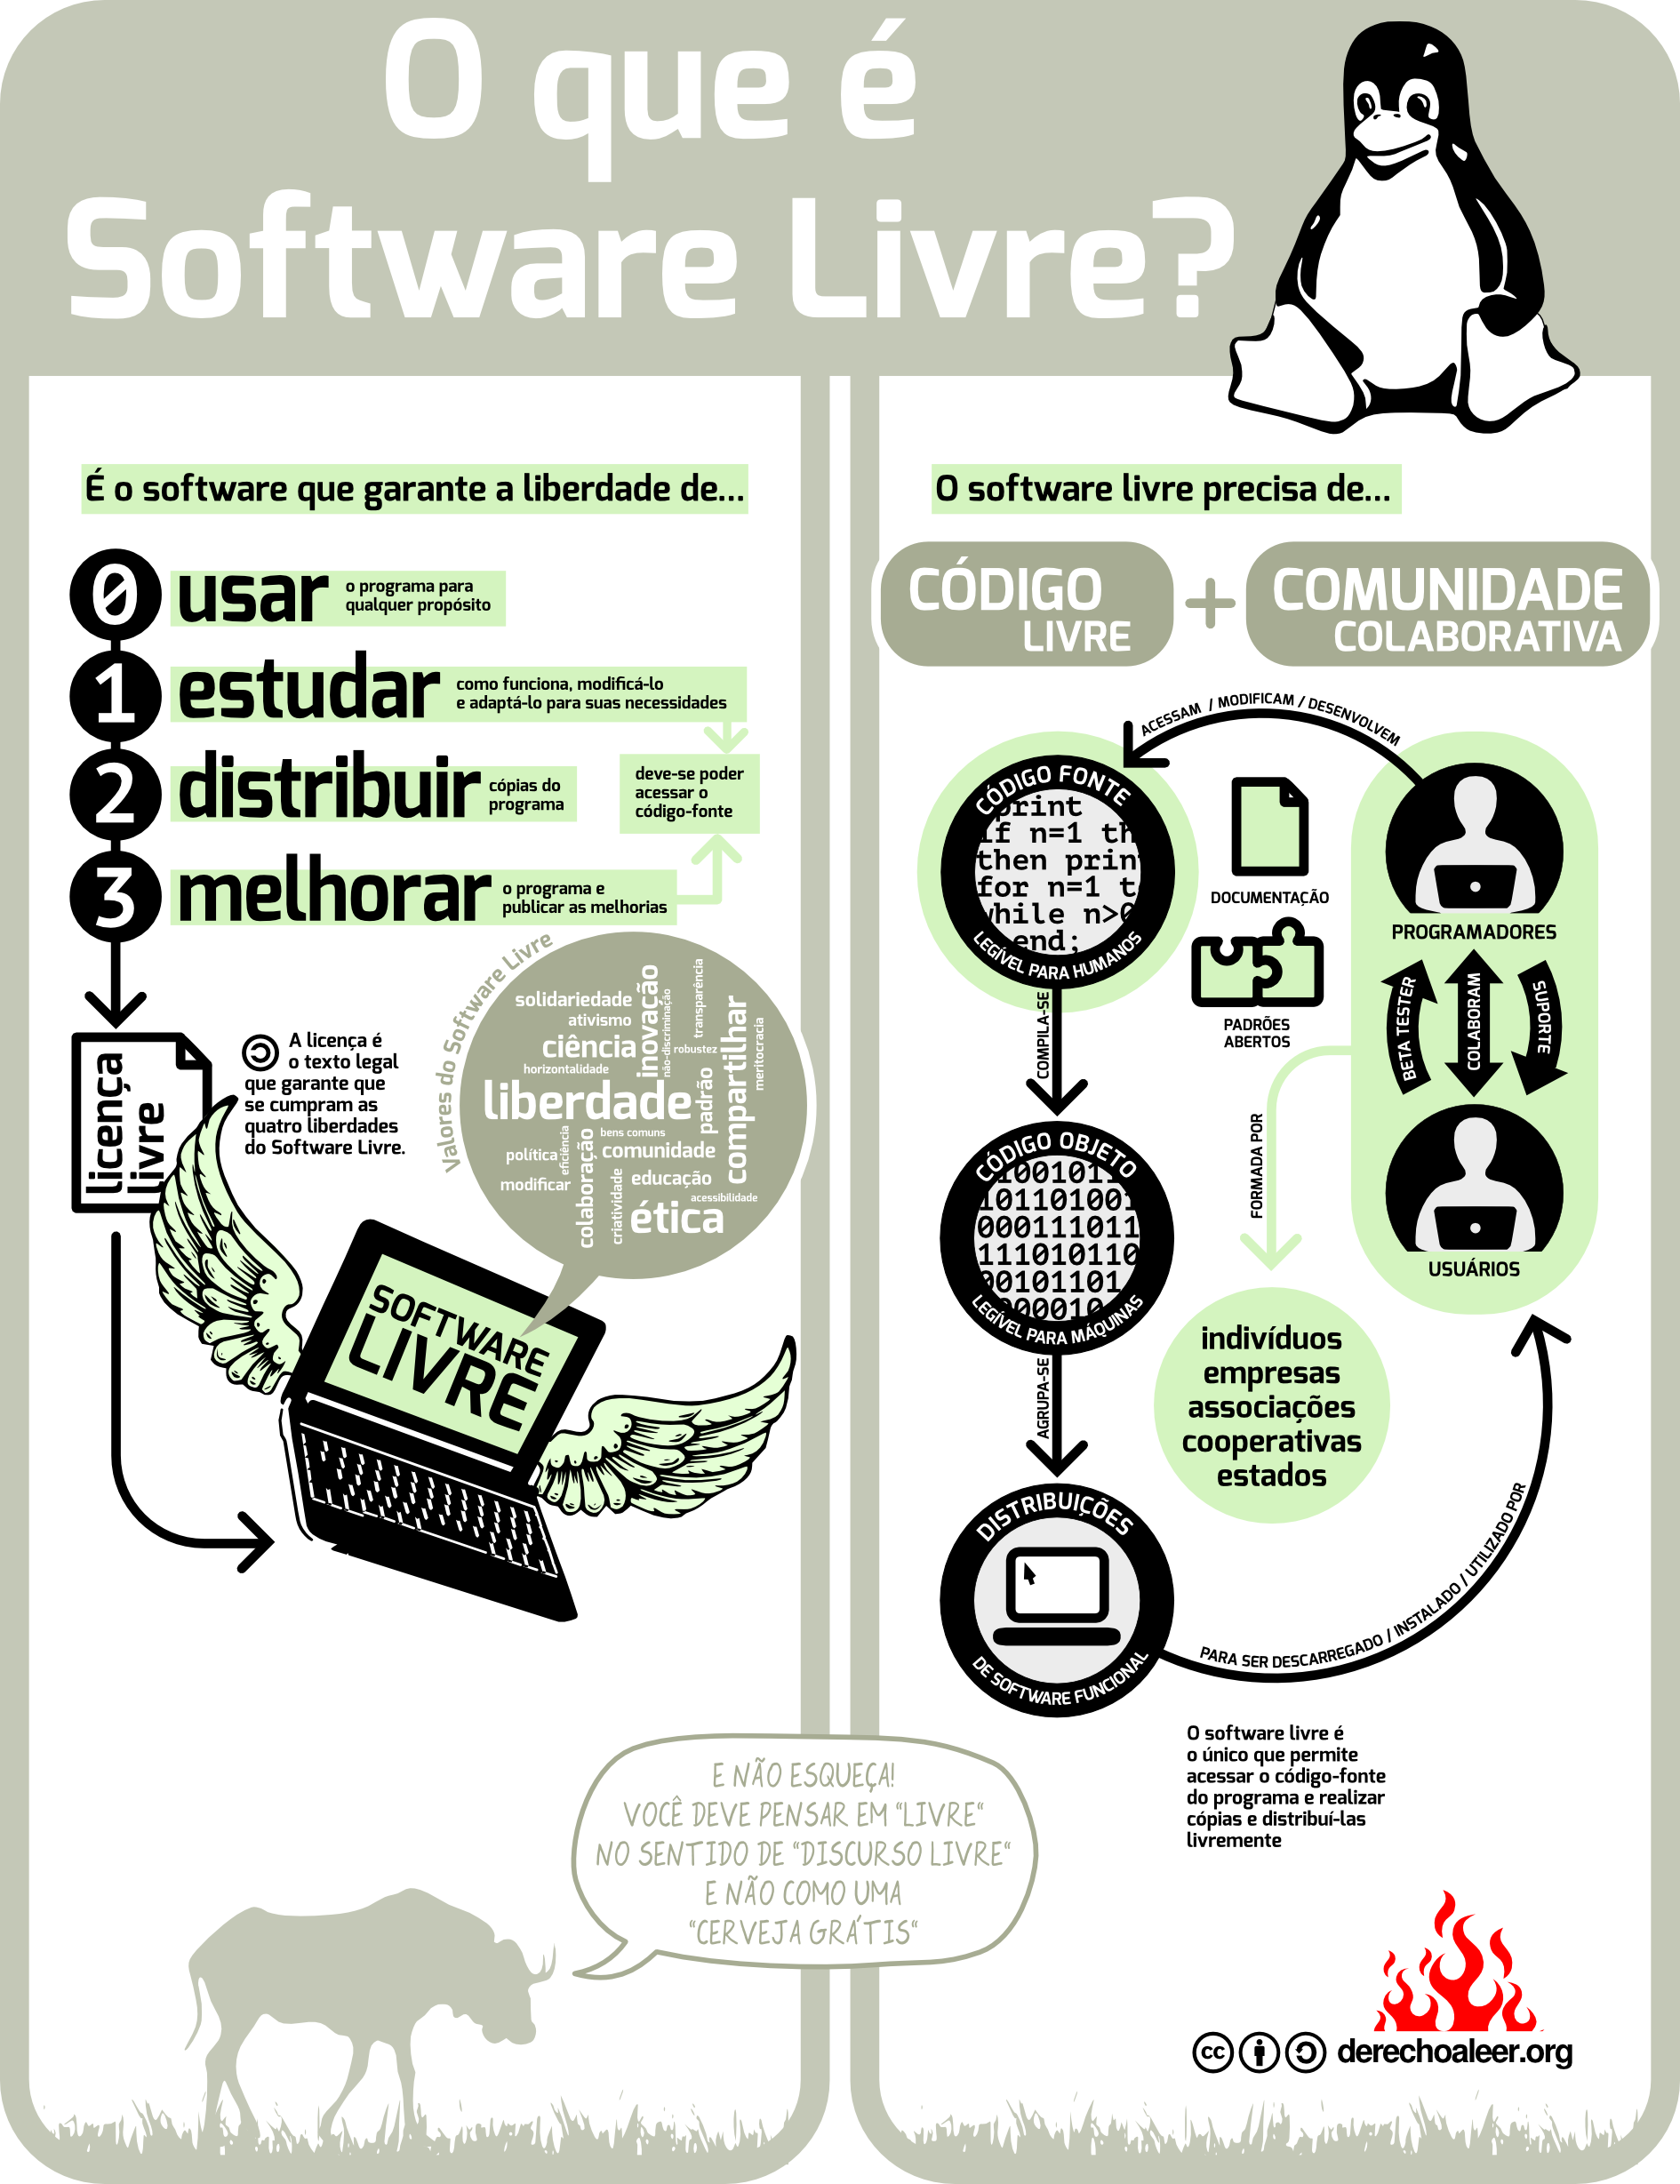 O que é
Software Livre?
É o software que garante a liberdade de...
0 usar
o programa para
qualquer propósito
1 estudar
como funciona, modificá-lo
e adaptá-lo para suas necessidades
2 distribuir
cópias do
programa
deve-se poder
acessar o
código-fonte
3 melhorar
o programa e
publicar as melhorias
licença
livre
A licença é
o texto legal
que garante que
se cumpram as
quatro liberdades
do Software Livre.
Valores do Software Livre
solidariedade
ativismo
ciência
horizontalidade
inovação
não-discriminação
transparência
robustez
compartilhar
meritocracia
liberdade
padrão
bens comuns
política
eficiência
colaboração
comunidade
modificar
criatividade
educação
acessibilidade
ética
SOFTWARE
LIVRE
O software livre precisa de...
CÓDIGO
LIVRE
+
COMUNIDADE
COLABORATIVA
ACESSAM / MODIFICAM / DESENVOLVEM
CÓDIGO FONTE
print
if n=1 th
then print
for n=1 t
while n>0
end;
LEGÍVEL PARA HUMANOS
DOCUMENTAÇÃO
PADRÕES
ABERTOS
PROGRAMADORES
BETA TESTER
COLABORAM
SUPORTE
USUÁRIOS
COMPILA-SE
FORMADA POR
CÓDIGO OBJETO
10010111
101101001
000111011
111010110
00101101
000010
LEGÍVEL PARA MÁQUINAS
AGRUPA-SE
indivíduos
empresas
associações
cooperativas
estados
DISTRIBUIÇÕES
DE SOFTWARE FUNCIONAL
PARA SER DESCARREGADO / INSTALADO / UTILIZADO POR
O software livre é
o único que permite
acessar o código-fonte
do programa e realizar
cópias e distribuí-las
livremente
E NÃO ESQUEÇA!
VOCÊ DEVE PENSAR EM "LIVRE"
NO SENTIDO DE "DISCURSO LIVRE"
E NÃO COMO UMA
"CERVEJA GRÁTIS"
cc
derechoaleer.org